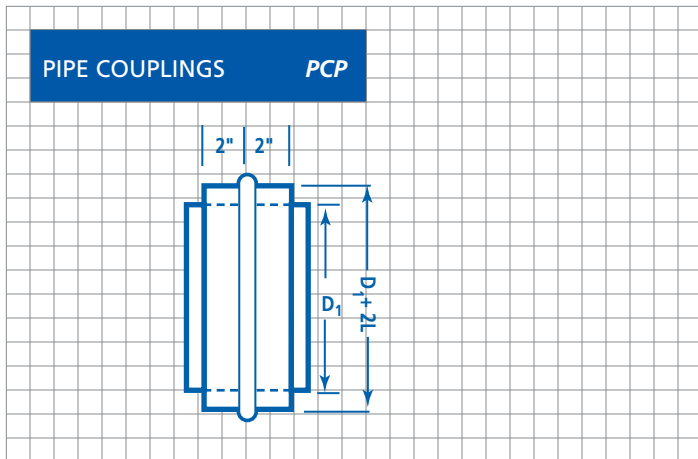 PIPE COUPLINGS PCP
2" 2"
D₁
D₁ + 2L